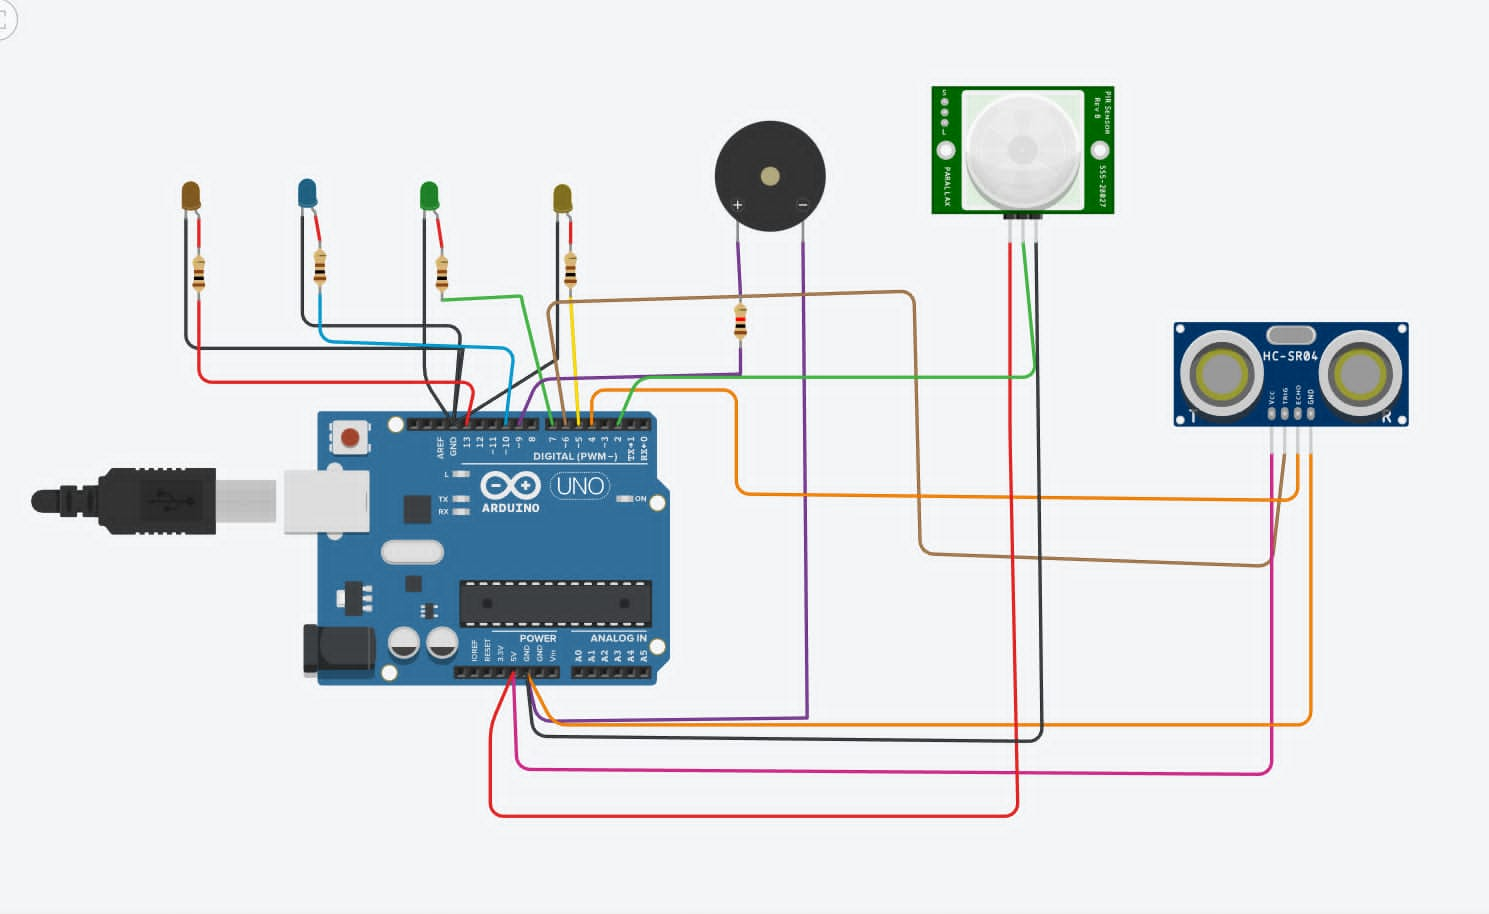 E
+
−
S
L
PIR SENSOR
Rev B
PARALLAX
555-28027
HC-SR04
VCC
TRIG
ECHO
GND
T
R
AREF
GND
13
12
~11
~10
~9
8
7
~6
~5
4
~3
2
TX→1
RX←0
DIGITAL (PWM~)
L
TX
RX
UNO
ARDUINO
ON
POWER
ANALOG IN
IOREF
RESET
3.3V
5V
GND
GND
Vin
A0
A1
A2
A3
A4
A5